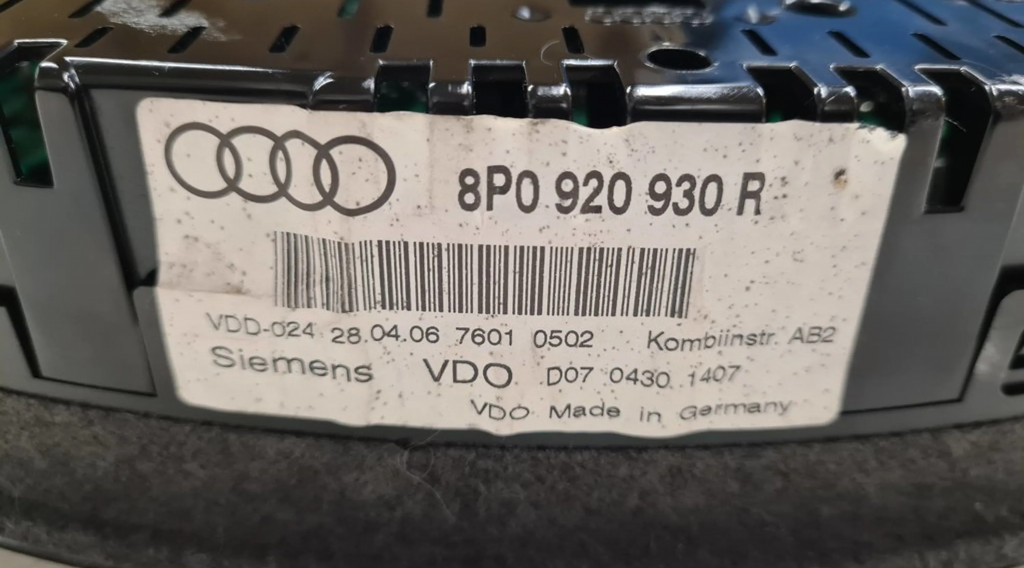 8P0 920 930 R
VDD-024 28.04.06 7601 0502 Kombiinstr. AB2
Siemens VDO D07 0430 1407
VDO Made in Germany